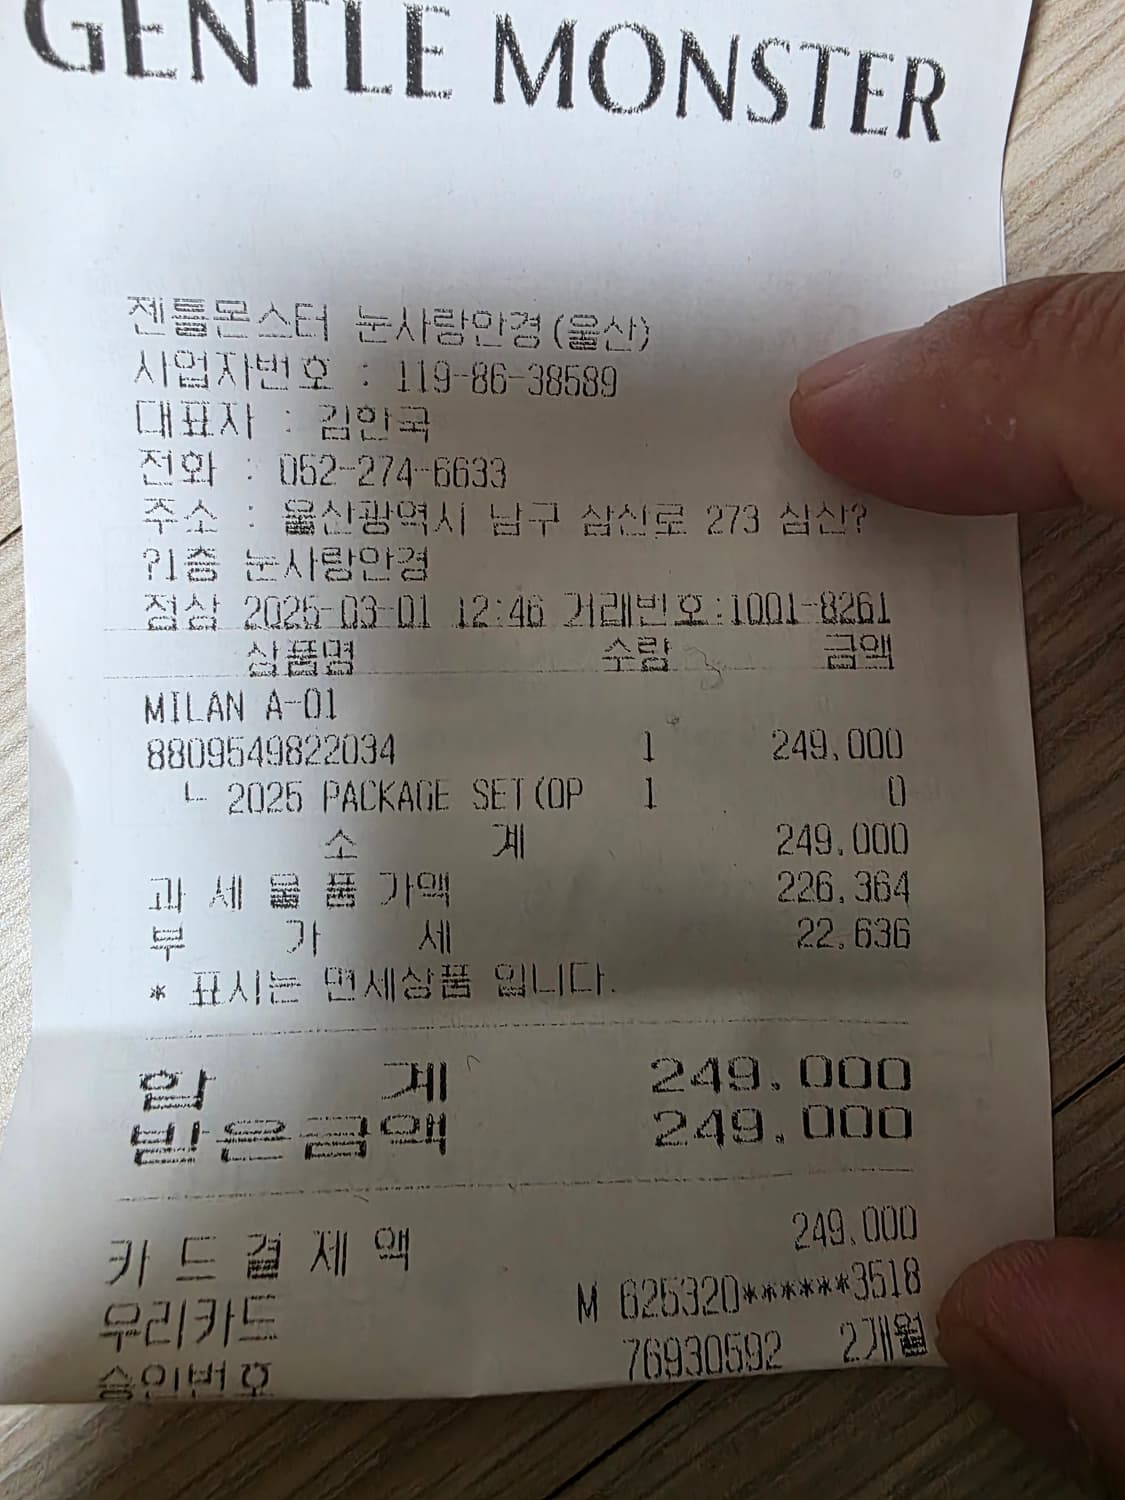 GENTLE MONSTER
젠틀몬스터 눈사랑안경(울산)
사업자번호 : 119-86-38589
대표자 : 김한국
전화 : 052-274-6633
주소 : 울산광역시 남구 삼산로 273 삼산?
?1층 눈사랑안경
점삼 2025-03-01 12:46 거래번호:1001-8261
상품명 수량 금액
MILAN A-01
8809549822034 1 249,000
└ 2025 PACKAGE SET(OP 1 0
소 계 249,000
과 세 물 품 가액 226,364
부 가 세 22,636
* 표시는 면세상품 입니다.
합 계 249,000
받은금액 249,000
카 드 결 제 액 249,000
우리카드 M 625320******3518
승인번호 76930592 2개월